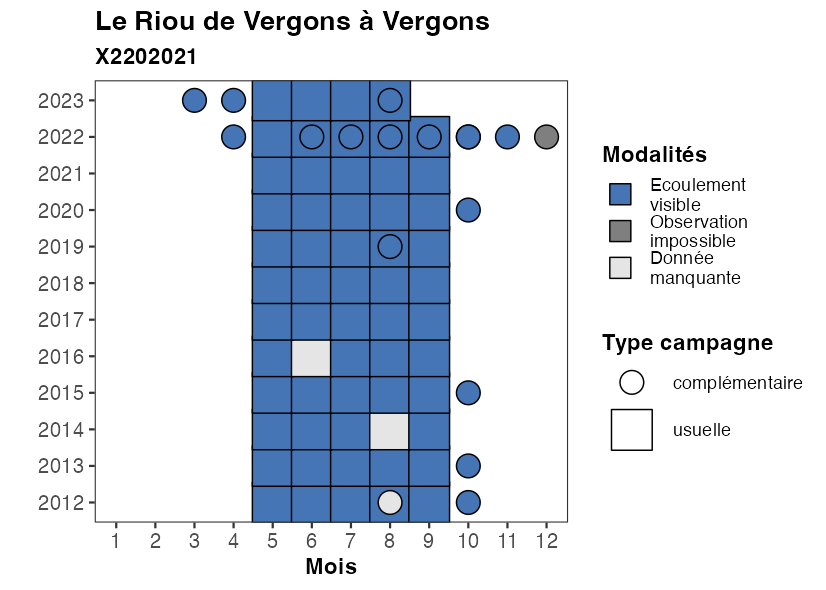 Le Riou de Vergons à Vergons
X2202021
2023
2022
2021
2020
2019
2018
2017
2016
2015
2014
2013
2012
1 2 3 4 5 6 7 8 9 10 11 12
Mois
Modalités
Ecoulement
visible
Observation
impossible
Donnée
manquante
Type campagne
complémentaire
usuelle